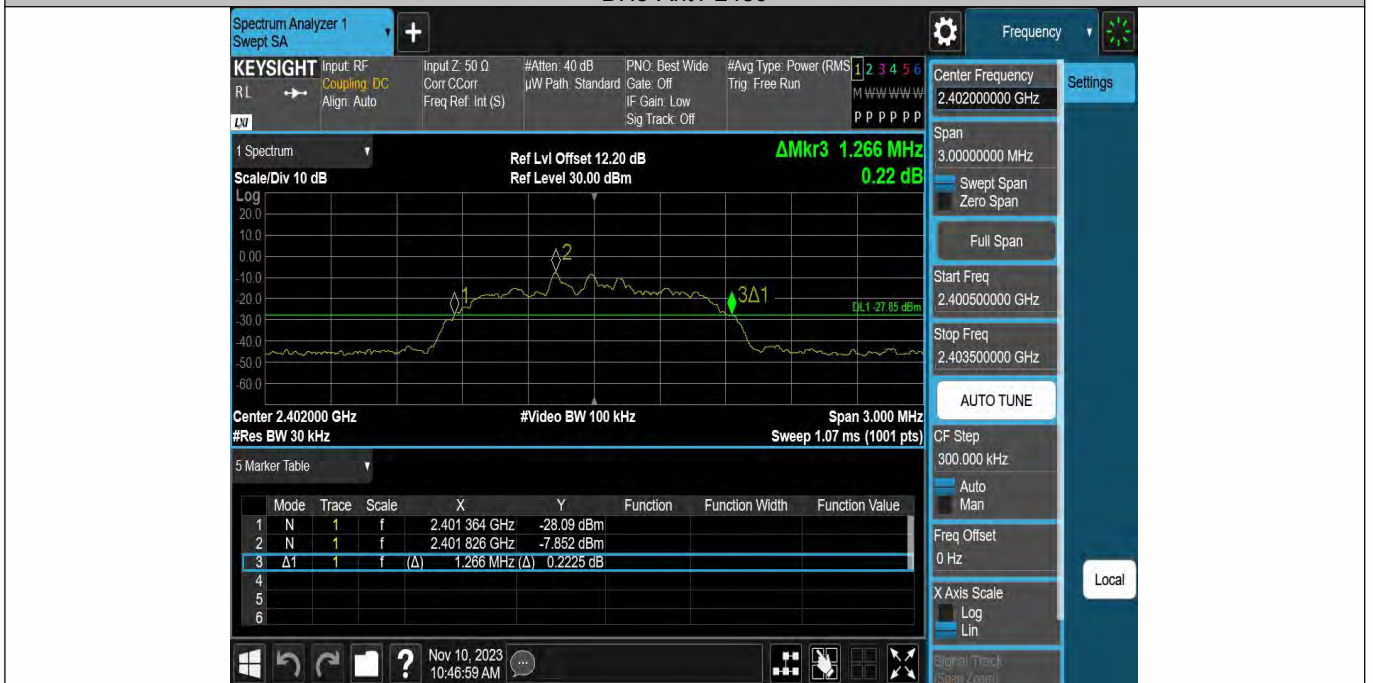 Spectrum Analyzer 1
Swept SA
+
Frequency
KEYSIGHT
RL
LXI
Input: RF
Coupling: DC
Align: Auto
Input Z: 50 Ω
Corr CCorr
Freq Ref: Int (S)
#Atten: 40 dB
µW Path: Standard
PNO: Best Wide
Gate: Off
IF Gain: Low
Sig Track: Off
#Avg Type: Power (RMS
Trig: Free Run
1 2 3 4 5 6
M W W W W W
P P P P P P
Center Frequency
2.402000000 GHz
Settings
Span
3.00000000 MHz
Swept Span
Zero Span
Full Span
Start Freq
2.400500000 GHz
Stop Freq
2.403500000 GHz
AUTO TUNE
CF Step
300.000 kHz
Auto
Man
Freq Offset
0 Hz
X Axis Scale
Log
Lin
Signal Track
(Span Zoom)
Local
1 Spectrum
Scale/Div 10 dB
Ref Lvl Offset 12.20 dB
Ref Level 30.00 dBm
ΔMkr3 1.266 MHz
0.22 dB
Log
20.0
10.0
0.00
-10.0
-20.0
-30.0
-40.0
-50.0
-60.0
1
2
3Δ1
DL1 -27.85 dBm
Center 2.402000 GHz
#Res BW 30 kHz
#Video BW 100 kHz
Span 3.000 MHz
Sweep 1.07 ms (1001 pts)
5 Marker Table
Mode Trace Scale X Y Function Function Width Function Value
1 N 1 f 2.401 364 GHz -28.09 dBm
2 N 1 f 2.401 826 GHz -7.852 dBm
3 Δ1 1 f (Δ) 1.266 MHz (Δ) 0.2225 dB
4
5
6
?
Nov 10, 2023
10:46:59 AM